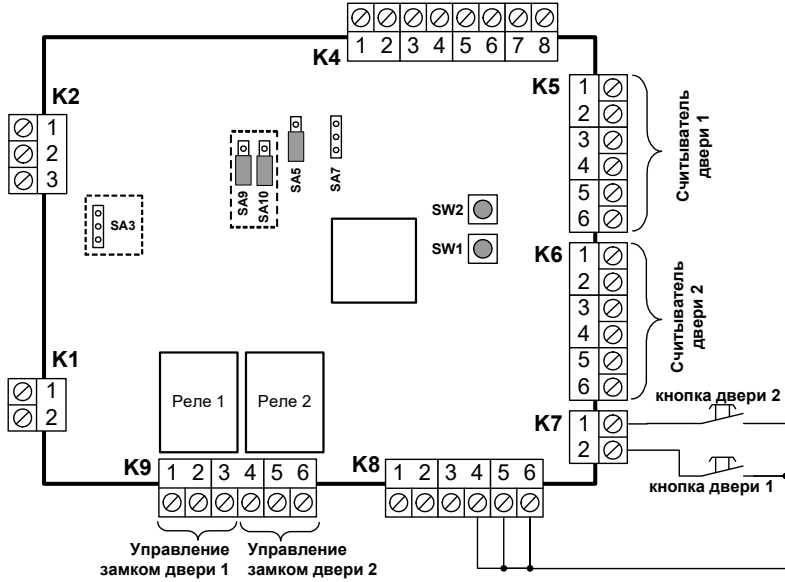 K4
1 2 3 4 5 6 7 8
K2
1
2
3
SA3
SA9
SA10
SA5
SA7
SW2
SW1
K5
1
2
3
4
5
6
Считыватель
двери 1
K6
1
2
3
4
5
6
Считыватель
двери 2
K1
1
2
Реле 1
Реле 2
K7
1
2
кнопка двери 2
кнопка двери 1
K9
1 2 3 4 5 6
K8
1 2 3 4 5 6
Управление
замком двери 1
Управление
замком двери 2